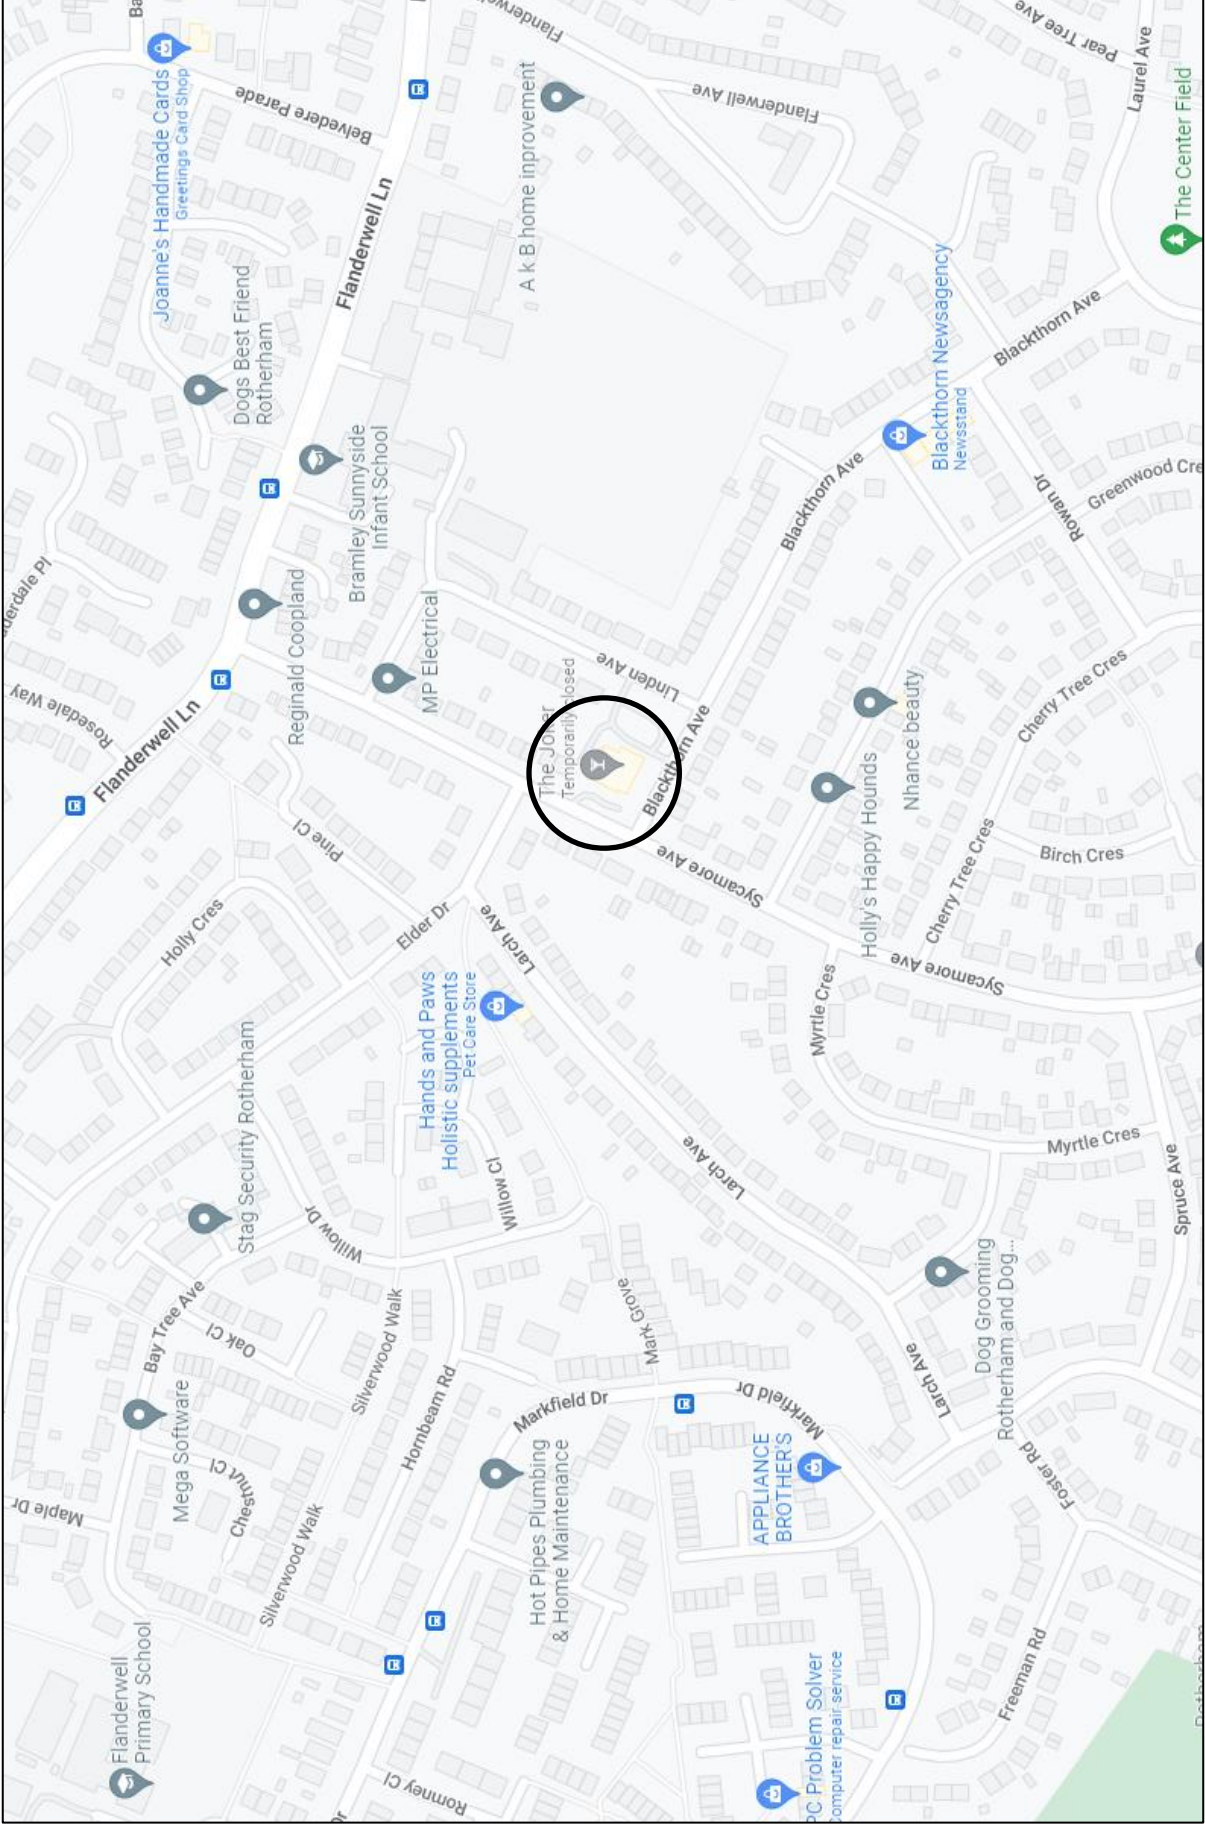 Joanne's Handmade Cards
Greetings Card Shop
Belvedere Parade
Flanderwell Ln
A k B home inprovement
Flanderwell Ave
Pear Tree Ave
Laurel Ave
The Center Field
Dogs Best Friend
Rotherham
Bramley Sunnyside
Infant School
Reginald Coopland
MP Electrical
Rosedale Way
Flanderwell Ln
Linden Ave
The Joker
Temporarily closed
Blackthorn Ave
Blackthorn Ave
Blackthorn Ave
Blackthorn Newsagency
Newsstand
Rowan Dr
Greenwood Cre
Cherry Tree Cres
Cherry Tree Cres
Birch Cres
Nhance beauty
Holly's Happy Hounds
Sycamore Ave
Sycamore Ave
Pine Cl
Holly Cres
Elder Dr
Larch Ave
Hands and Paws
Holistic supplements
Pet Care Store
Stag Security Rotherham
Myrtle Cres
Myrtle Cres
Spruce Ave
Larch Ave
Willow Cl
Willow Dr
Mark Grove
Bay Tree Ave
Oak Cl
Silverwood Walk
Hornbeam Rd
Markfield Dr
Markfield Dr
Larch Ave
Dog Grooming
Rotherham and Dog...
Mega Software
Chestnut Cl
Maple Dr
Silverwood Walk
Hot Pipes Plumbing
& Home Maintenance
APPLIANCE
BROTHER'S
Foster Rd
Freeman Rd
Flanderwell
Primary School
Romney Cl
PC Problem Solver
Computer repair service